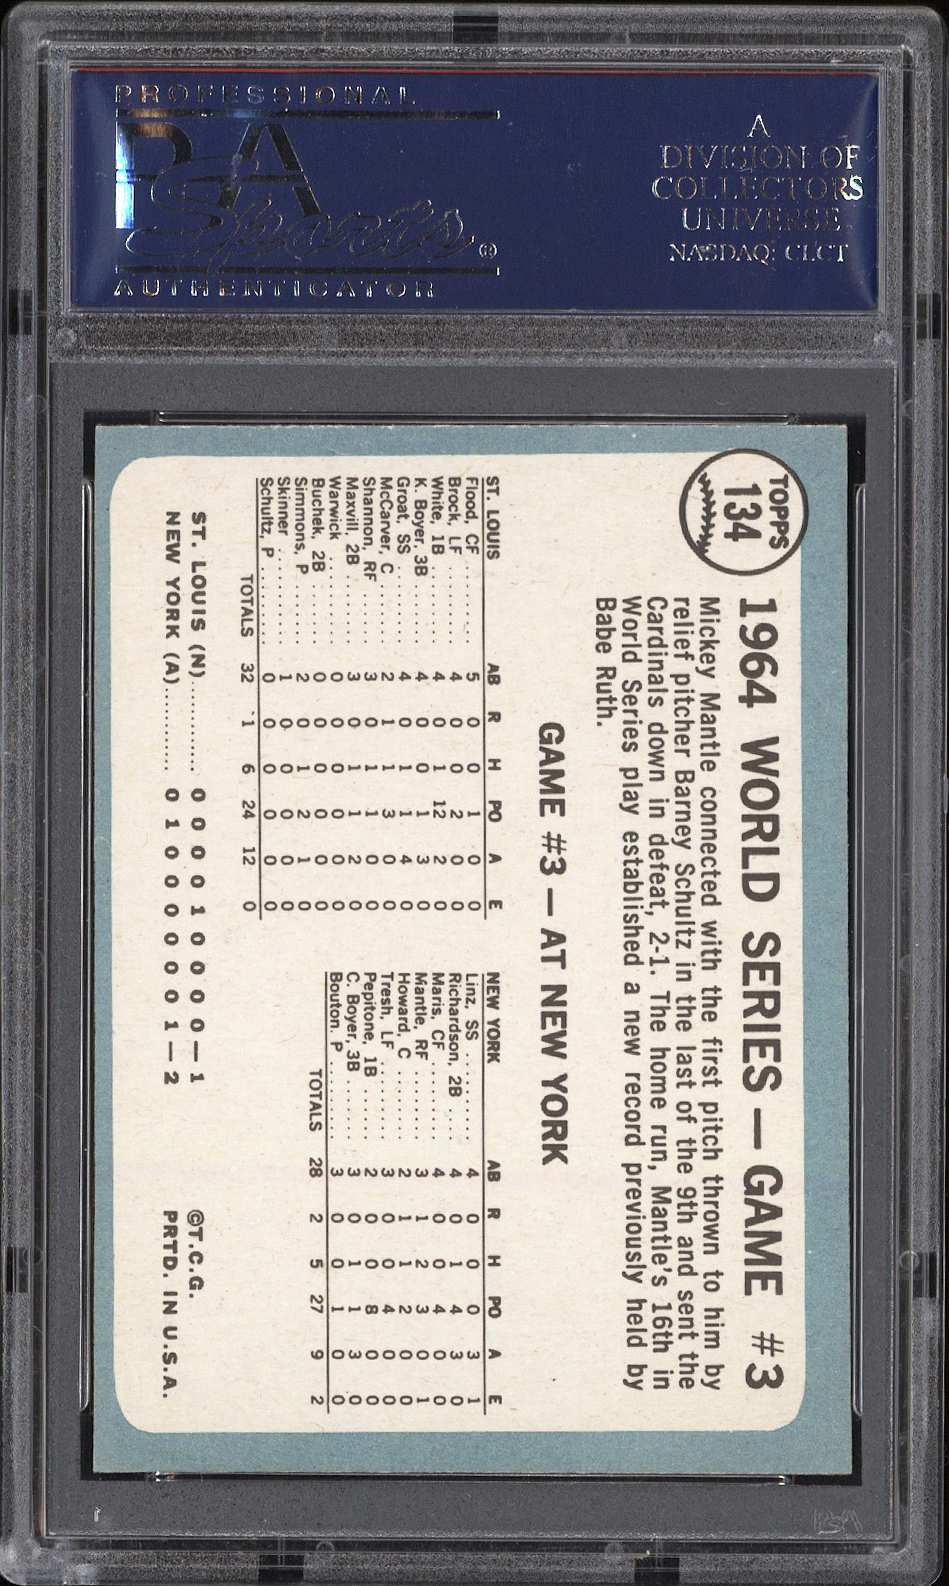 PROFESSIONAL
PSA
Sports®
AUTHENTICATOR
A
DIVISION OF
COLLECTORS
UNIVERSE
NASDAQ: CLCT
TOPPS
134
1964 WORLD SERIES — GAME #3
Mickey Mantle connected with the first pitch thrown to him by
relief pitcher Barney Schultz in the last of the 9th and sent the
Cardinals down in defeat, 2-1. The home run, Mantle's 16th in
World Series play established a new record previously held by
Babe Ruth.
GAME #3 — AT NEW YORK
ST. LOUIS AB R H PO A E
Flood, CF ........ 5 0 0 1 0 0
Brock, LF ........ 4 0 0 2 0 0
White, 1B ........ 4 0 1 12 2 0
K. Boyer, 3B ..... 4 0 0 1 3 0
Groat, SS ........ 4 0 1 1 4 0
McCarver, C ...... 2 1 1 3 0 0
Shannon, RF ...... 3 0 1 1 0 0
Maxvill, 2B ...... 3 0 1 1 2 0
Warwick .......... 0 0 0 0 0 0
Buchek, 2B ....... 0 0 0 0 0 0
Simmons, P ....... 2 0 1 2 1 0
Skinner .......... 1 0 0 0 0 0
Schultz, P ....... 0 0 0 0 0 0
TOTALS 32 1 6 24 12 0
NEW YORK AB R H PO A E
Linz, SS ......... 4 0 0 0 3 1
Richardson, 2B ... 4 0 1 4 3 0
Maris, CF ........ 4 0 0 4 0 0
Mantle, RF ....... 3 1 2 3 0 1
Howard, C ........ 2 1 1 2 0 0
Tresh, LF ........ 3 0 0 4 0 0
Pepitone, 1B ..... 2 0 0 8 0 0
C. Boyer, 3B ..... 3 0 1 1 3 0
Bouton, P ........ 3 0 0 1 0 0
TOTALS 28 2 5 27 9 2
ST. LOUIS (N) .......... 0 0 0 0 1 0 0 0 0 — 1
NEW YORK (A) .......... 0 1 0 0 0 0 0 0 1 — 2
©T.C.G.
PRTD. IN U.S.A.
PSA